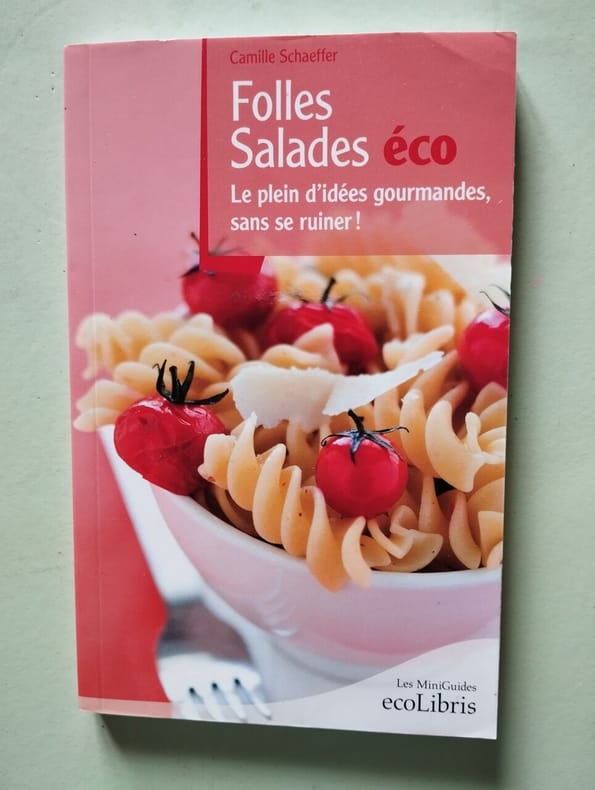 Camille Schaeffer
Folles
Salades éco
Le plein d'idées gourmandes,
sans se ruiner !
Les MiniGuides
ecoLibris